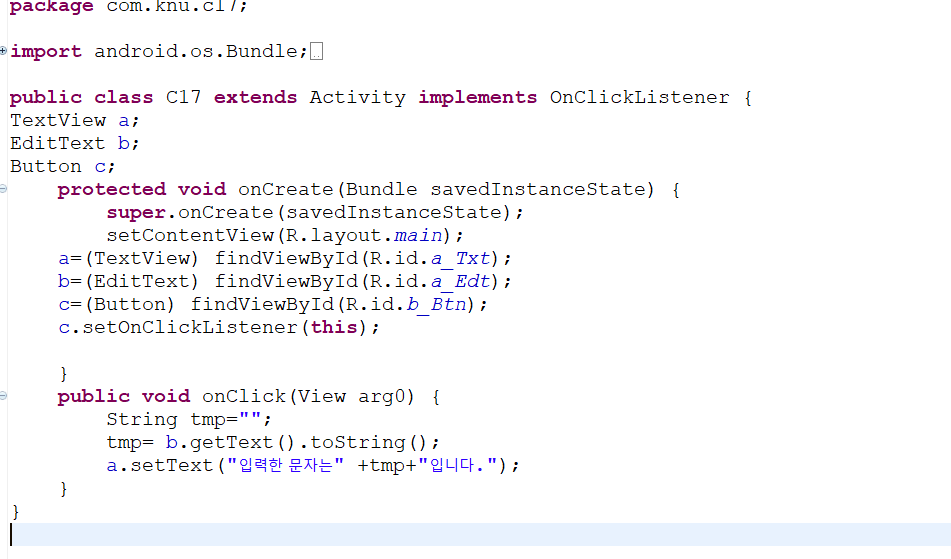 package com.knu.c17;
import android.os.Bundle;
public class C17 extends Activity implements OnClickListener {
TextView a;
EditText b;
Button c;
protected void onCreate(Bundle savedInstanceState) {
super.onCreate(savedInstanceState);
setContentView(R.layout.main);
a=(TextView) findViewById(R.id.a_Txt);
b=(EditText) findViewById(R.id.a_Edt);
c=(Button) findViewById(R.id.b_Btn);
c.setOnClickListener(this);
}
public void onClick(View arg0) {
String tmp="";
tmp= b.getText().toString();
a.setText("입력한 문자는" +tmp+"입니다.");
}
}